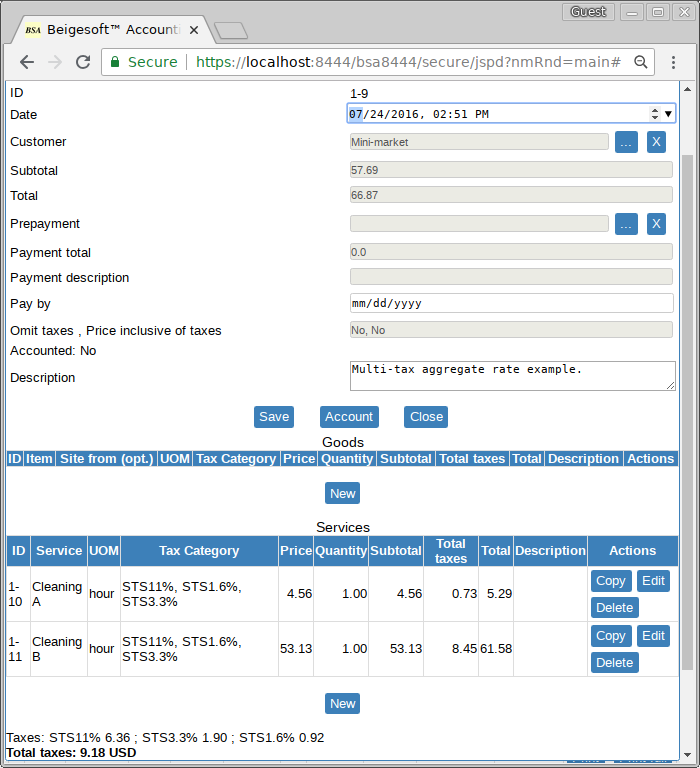 Guest
BSA Beigesoft™ Account
Secure https://localhost:8444/bsa8444/secure/jspd?nmRnd=main#
ID 1-9
Date 07/24/2016, 02:51 PM
Customer Mini-market ... X
Subtotal 57.69
Total 66.87
Prepayment ... X
Payment total 0.0
Payment description
Pay by mm/dd/yyyy
Omit taxes , Price inclusive of taxes No, No
Accounted: No
Description Multi-tax aggregate rate example.
Save Account Close
Goods
ID Item Site from (opt.) UOM Tax Category Price Quantity Subtotal Total taxes Total Description Actions
New
Services
ID Service UOM Tax Category Price Quantity Subtotal Total taxes Total Description Actions
1-10 Cleaning A hour STS11%, STS1.6%, STS3.3% 4.56 1.00 4.56 0.73 5.29 Copy Edit Delete
1-11 Cleaning B hour STS11%, STS1.6%, STS3.3% 53.13 1.00 53.13 8.45 61.58 Copy Edit Delete
New
Taxes: STS11% 6.36 ; STS3.3% 1.90 ; STS1.6% 0.92
Total taxes: 9.18 USD